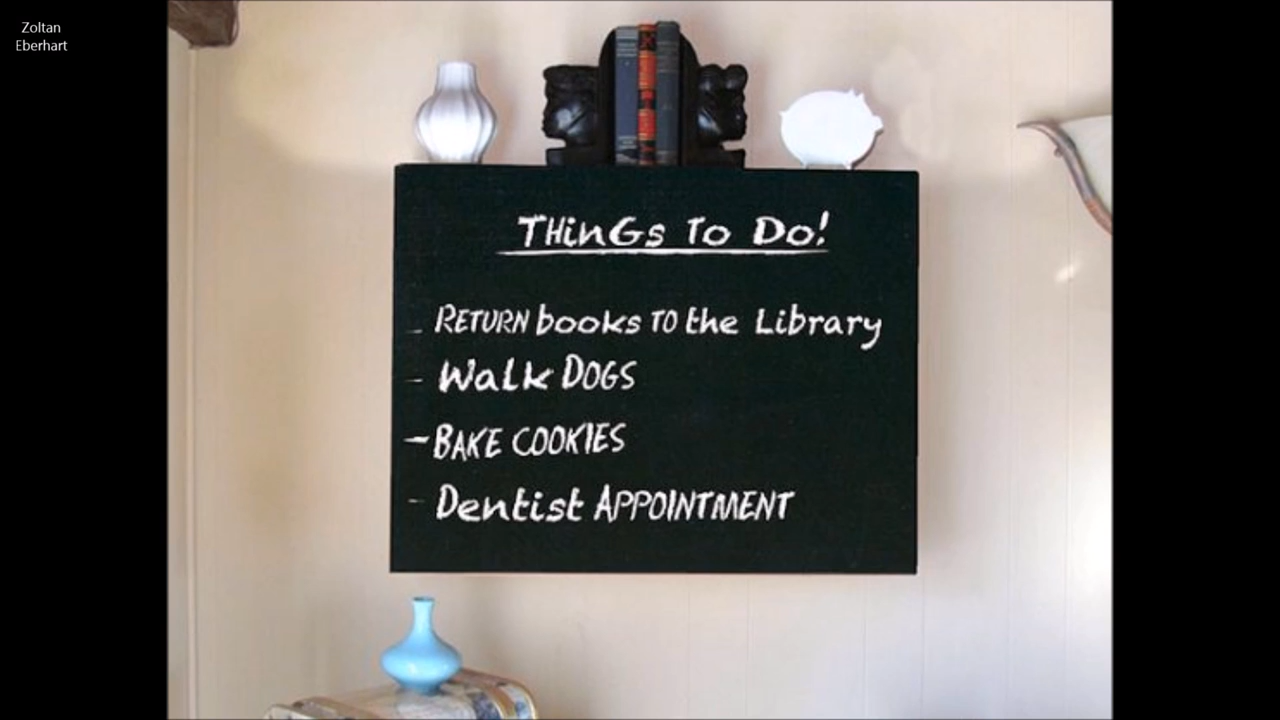 Zoltan
Eberhart
THinGs To Do!
_ RETURN books TO the Library
- Walk DOGS
- BAKE COOKIES
- Dentist APPOINTMENT